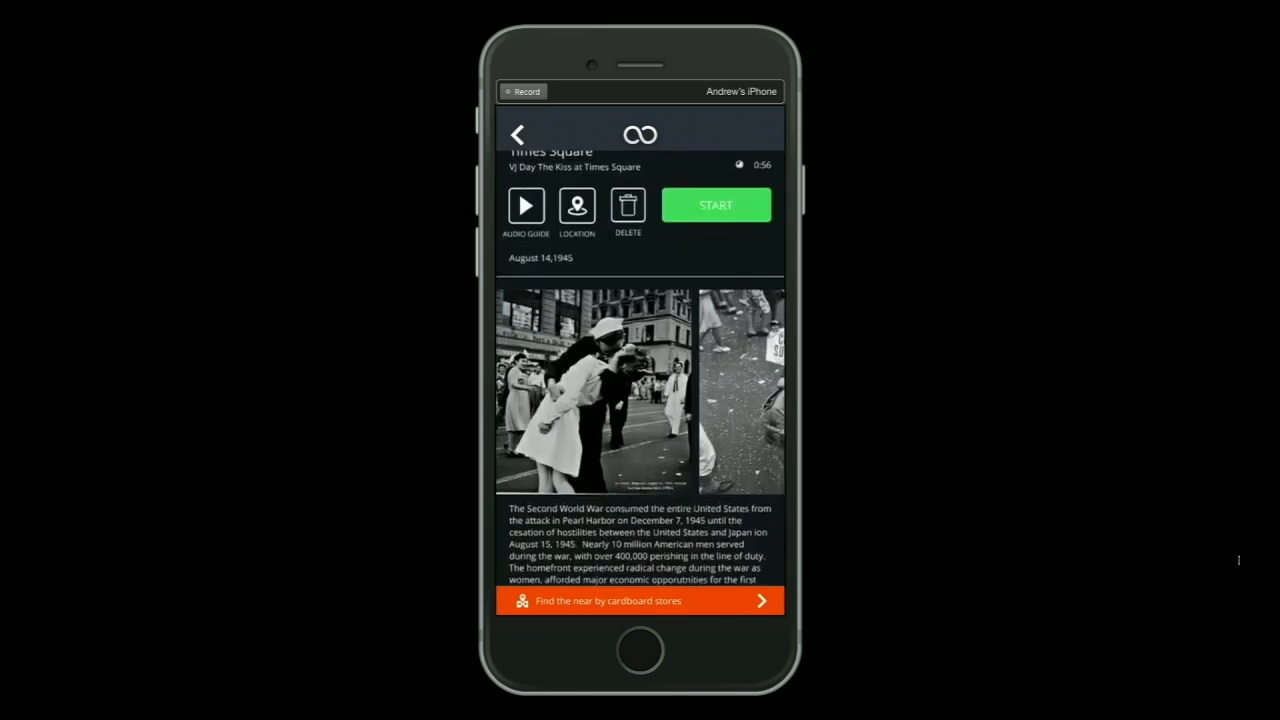 Record
Andrew's iPhone
Times Square
VJ Day The Kiss at Times Square
0:56
START
AUDIO GUIDE
LOCATION
DELETE
August 14,1945
The Second World War consumed the entire United States from
the attack in Pearl Harbor on December 7, 1945 until the
cesation of hostilities between the United States and Japan ion
August 15, 1945. Nearly 10 million American men served
during the war, with over 400,000 perishing in the line of duty.
The homefront experienced radical change during the war as
women, afforded major economic opporutnities for the first
Find the near by cardboard stores